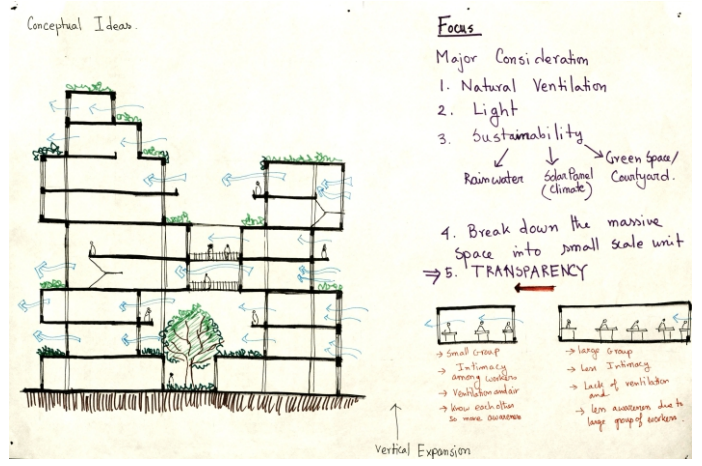 Conceptual Ideas.
Focus
Major Consideration
1. Natural Ventilation
2. Light
3. Sustainability
Rainwater
Solar Panel
(Climate)
Green Space/
Courtyard.
4. Break down the massive
space into small scale unit
⇒ 5. TRANSPARENCY
→ Small Group
→ Intimacy
among workers
→ Ventilation and air
→ know each other
so more awareness
→ large Group
→ Less Intimacy
→ Lack of ventilation
and
→ less awareness due to
large group of workers.
Vertical Expansion